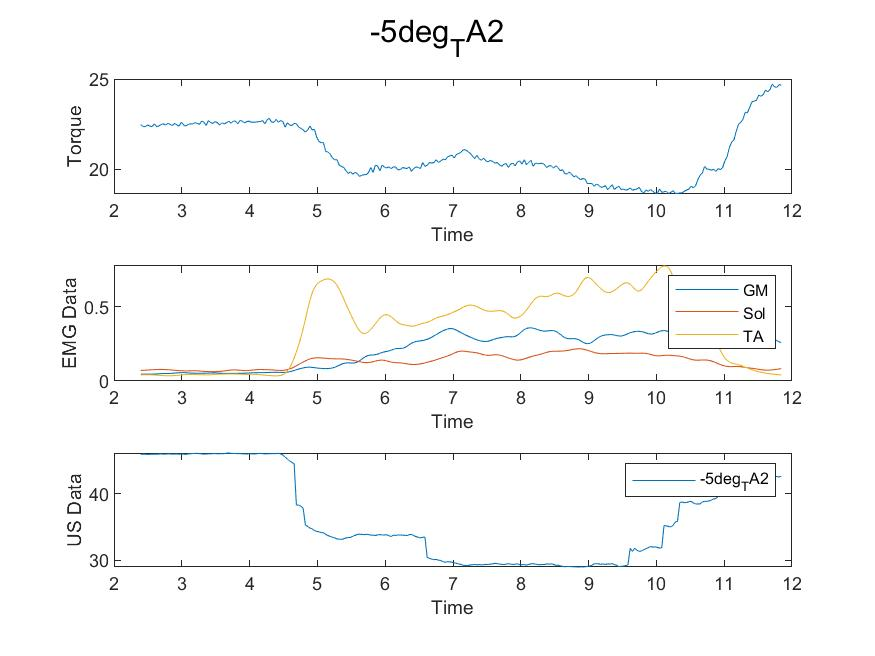 -5deg_TA2
25
20
Torque
2 3 4 5 6 7 8 9 10 11 12
Time
0.5
0
EMG Data
GM
Sol
TA
2 3 4 5 6 7 8 9 10 11 12
Time
40
30
US Data
-5deg_TA2
2 3 4 5 6 7 8 9 10 11 12
Time